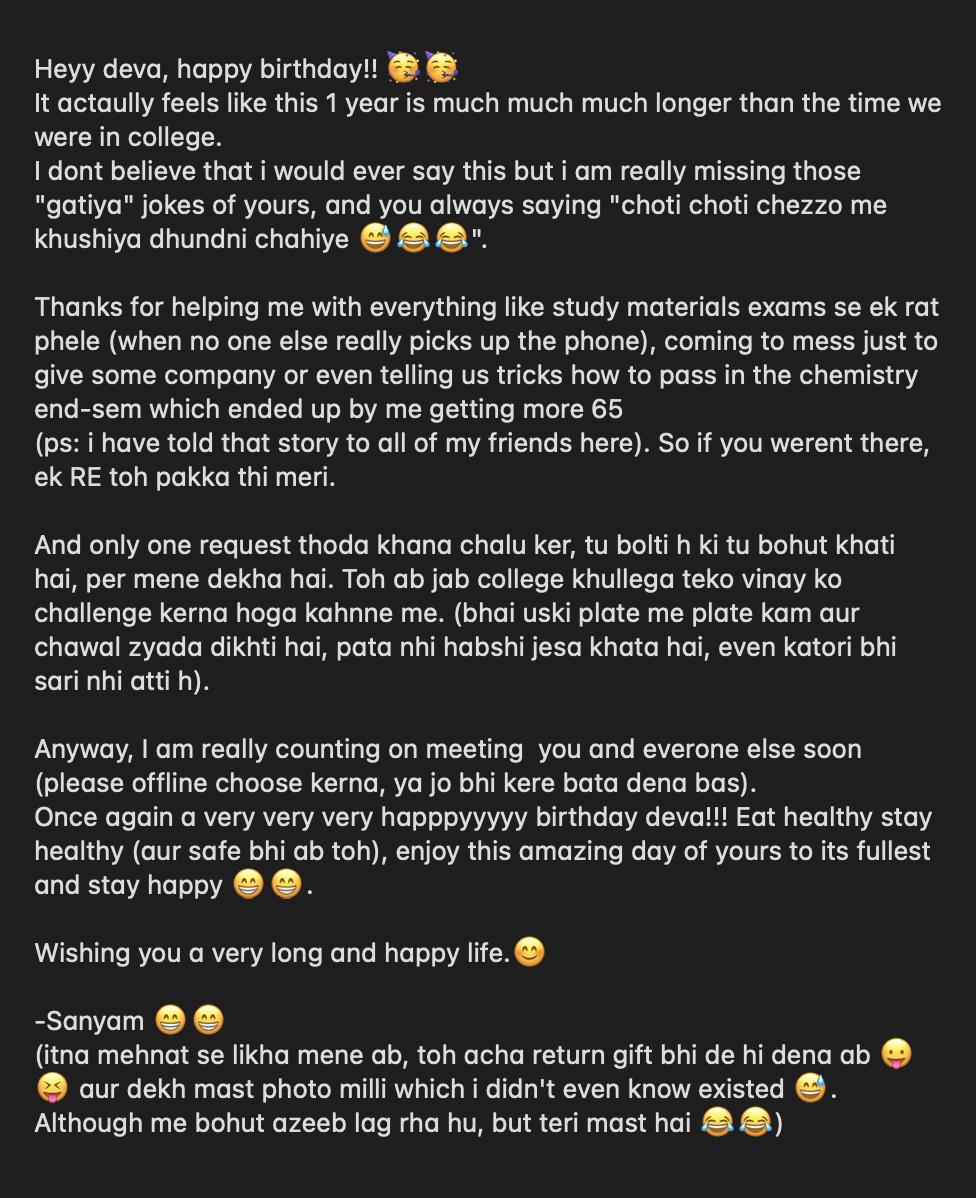 Heyy deva, happy birthday!! 🥳🥳
It actaully feels like this 1 year is much much much longer than the time we
were in college.
I dont believe that i would ever say this but i am really missing those
"gatiya" jokes of yours, and you always saying "choti choti chezzo me
khushiya dhundni chahiye 😅😂😂".
Thanks for helping me with everything like study materials exams se ek rat
phele (when no one else really picks up the phone), coming to mess just to
give some company or even telling us tricks how to pass in the chemistry
end-sem which ended up by me getting more 65
(ps: i have told that story to all of my friends here). So if you werent there,
ek RE toh pakka thi meri.
And only one request thoda khana chalu ker, tu bolti h ki tu bohut khati
hai, per mene dekha hai. Toh ab jab college khullega teko vinay ko
challenge kerna hoga kahnne me. (bhai uski plate me plate kam aur
chawal zyada dikhti hai, pata nhi habshi jesa khata hai, even katori bhi
sari nhi atti h).
Anyway, I am really counting on meeting  you and everone else soon
(please offline choose kerna, ya jo bhi kere bata dena bas).
Once again a very very very happpyyyyy birthday deva!!! Eat healthy stay
healthy (aur safe bhi ab toh), enjoy this amazing day of yours to its fullest
and stay happy 😁😁.
Wishing you a very long and happy life.😊
-Sanyam 😁😁
(itna mehnat se likha mene ab, toh acha return gift bhi de hi dena ab 😛
😝 aur dekh mast photo milli which i didn't even know existed 😅.
Although me bohut azeeb lag rha hu, but teri mast hai 😂😂)